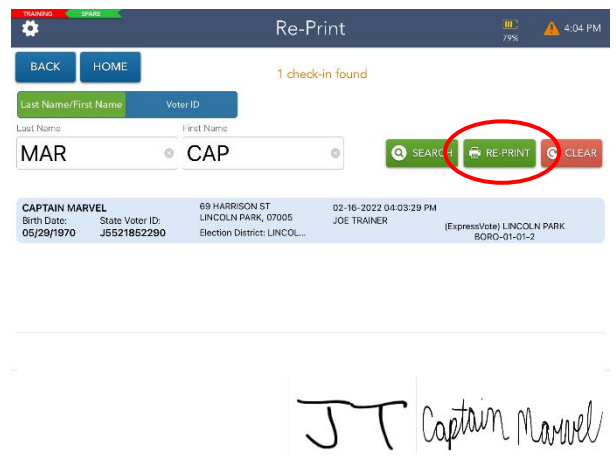 TRAINING SPARE
Re-Print
79%
4:04 PM
BACK HOME
1 check-in found
Last Name/First Name Voter ID
Last Name First Name
MAR CAP SEARCH RE-PRINT CLEAR
CAPTAIN MARVEL 69 HARRISON ST 02-16-2022 04:03:29 PM
Birth Date: State Voter ID: LINCOLN PARK, 07005 JOE TRAINER
05/29/1970 J5521852290 Election District: LINCOL... (ExpressVote) LINCOLN PARK
BORO-01-01-2
JT Captain Marvel